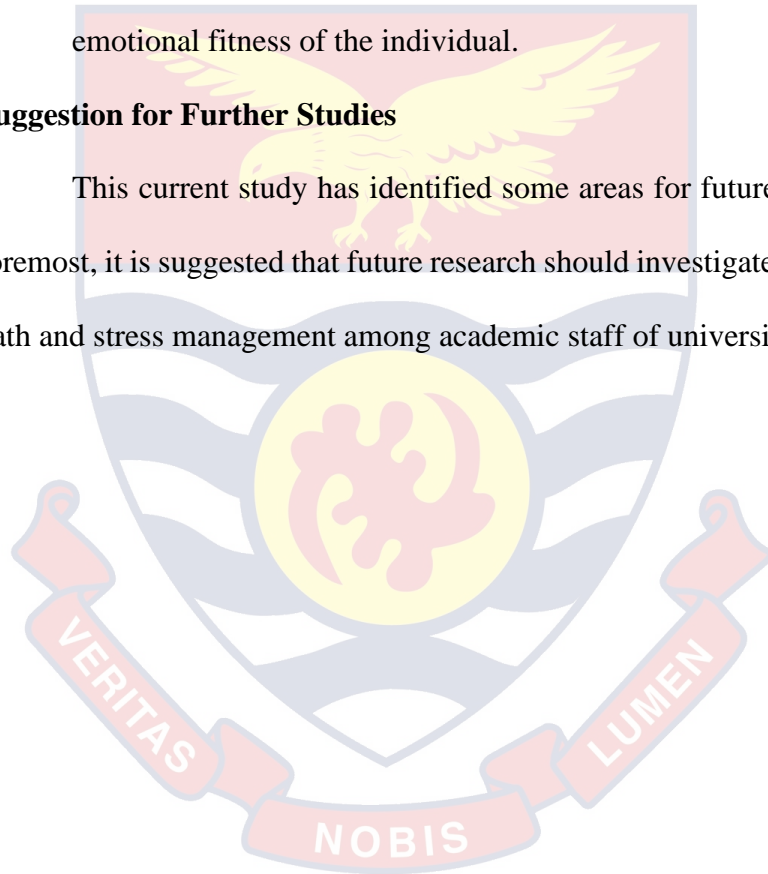 emotional fitness of the individual.
uggestion for Further Studies
This current study has identified some areas for future
oremost, it is suggested that future research should investigate
ath and stress management among academic staff of universi
VERITAS
NOBIS
LUMEN